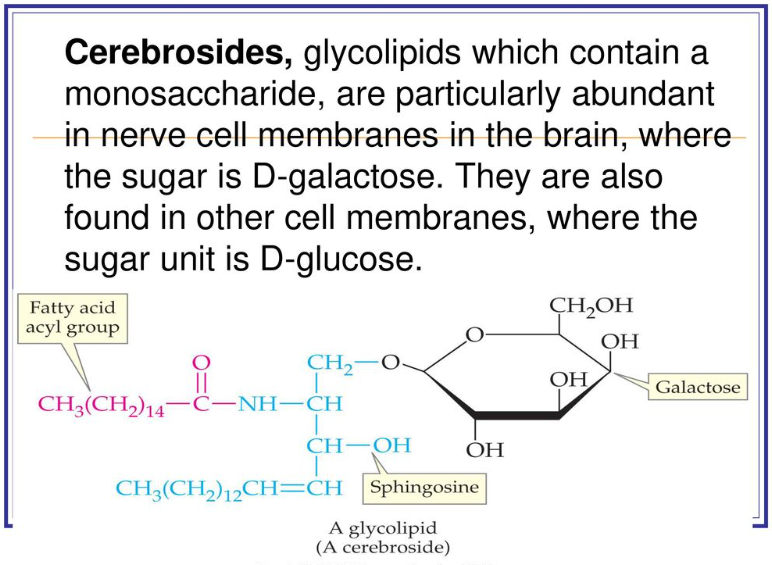 Cerebrosides, glycolipids which contain a
monosaccharide, are particularly abundant
in nerve cell membranes in the brain, where
the sugar is D-galactose. They are also
found in other cell membranes, where the
sugar unit is D-glucose.
Fatty acid
acyl group
CH₂OH
O
OH
O
CH₂—O
OH
Galactose
CH₃(CH₂)₁₄—C—NH—CH
CH—OH
OH
CH₃(CH₂)₁₂CH=CH
Sphingosine
A glycolipid
(A cerebroside)